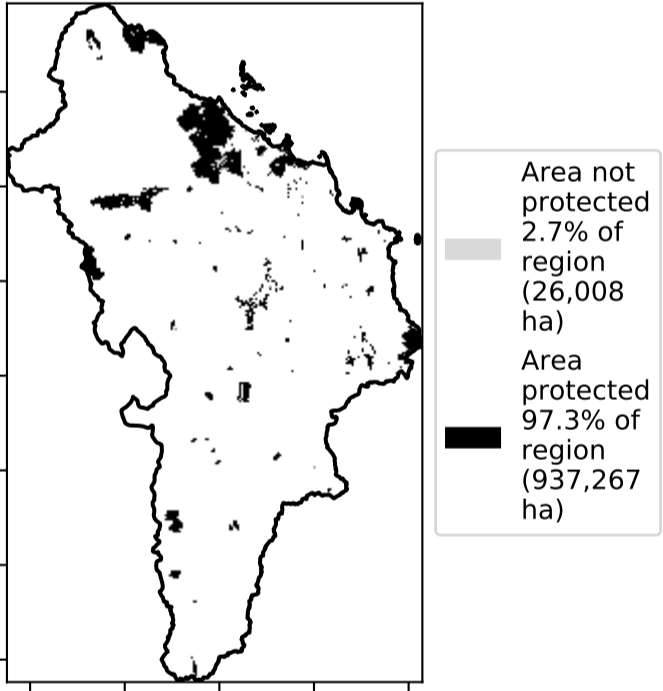 Area not
protected
2.7% of
region
(26,008
ha)
Area
protected
97.3% of
region
(937,267
ha)